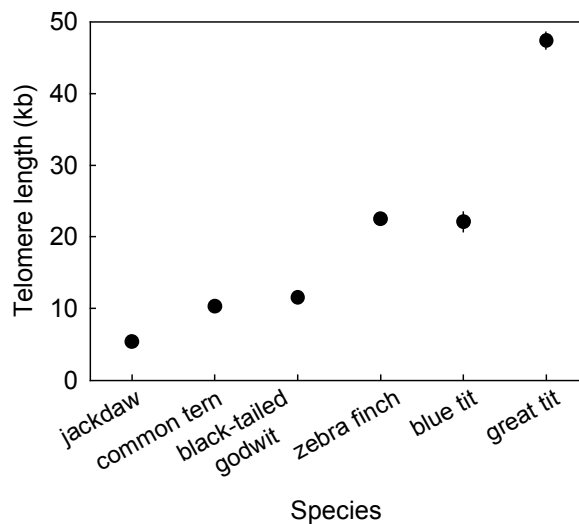 50
40
30
20
10
0
Telomere length (kb)
jackdaw
common tern
black-tailed
godwit
zebra finch
blue tit
great tit
Species